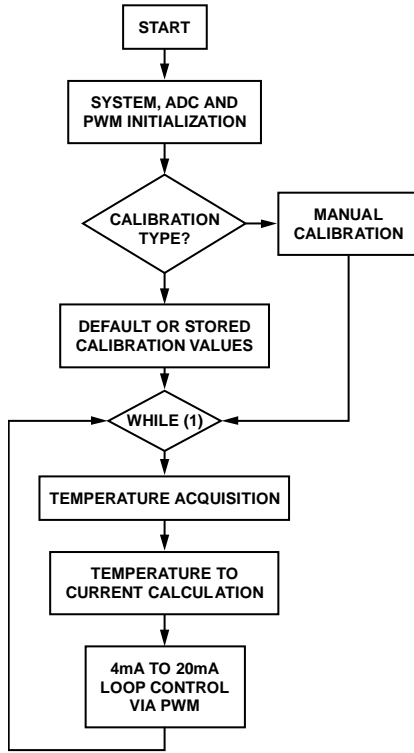 START
SYSTEM, ADC AND
PWM INITIALIZATION
CALIBRATION
TYPE?
MANUAL
CALIBRATION
DEFAULT OR STORED
CALIBRATION VALUES
WHILE (1)
TEMPERATURE ACQUISITION
TEMPERATURE TO
CURRENT CALCULATION
4mA TO 20mA
LOOP CONTROL
VIA PWM